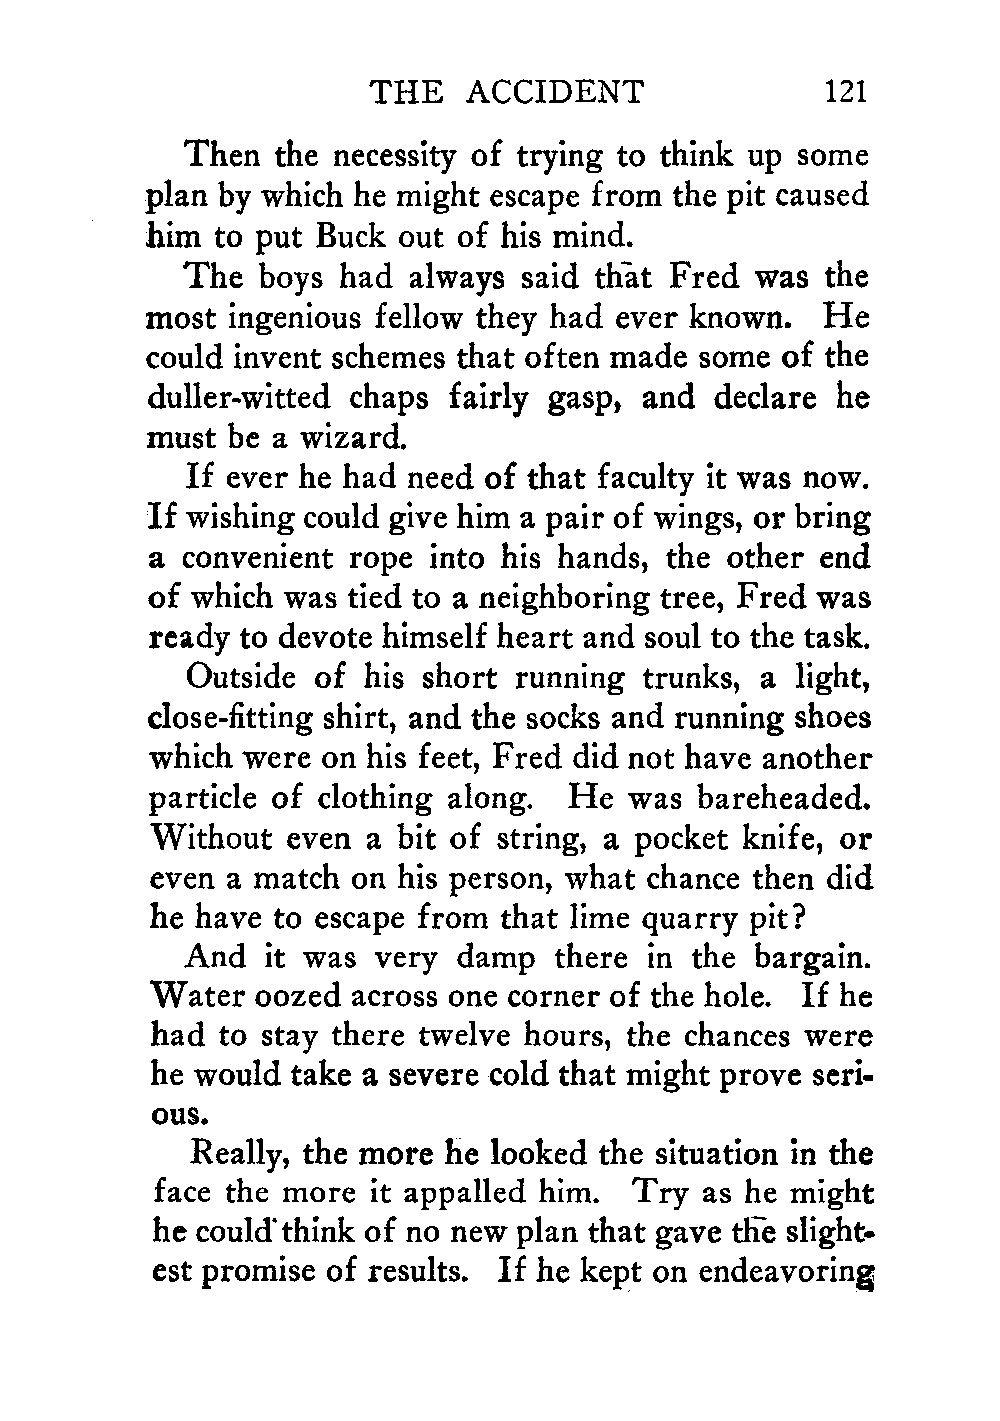 THE ACCIDENT 121
Then the necessity of trying to think up some
plan by which he might escape from the pit caused
him to put Buck out of his mind.
The boys had always said that Fred was the
most ingenious fellow they had ever known. He
could invent schemes that often made some of the
duller-witted chaps fairly gasp, and declare he
must be a wizard.
If ever he had need of that faculty it was now.
If wishing could give him a pair of wings, or bring
a convenient rope into his hands, the other end
of which was tied to a neighboring tree, Fred was
ready to devote himself heart and soul to the task.
Outside of his short running trunks, a light,
close-fitting shirt, and the socks and running shoes
which were on his feet, Fred did not have another
particle of clothing along. He was bareheaded.
Without even a bit of string, a pocket knife, or
even a match on his person, what chance then did
he have to escape from that lime quarry pit?
And it was very damp there in the bargain.
Water oozed across one corner of the hole. If he
had to stay there twelve hours, the chances were
he would take a severe cold that might prove seri-
ous.
Really, the more he looked the situation in the
face the more it appalled him. Try as he might
he could think of no new plan that gave the slight-
est promise of results. If he kept on endeavoring